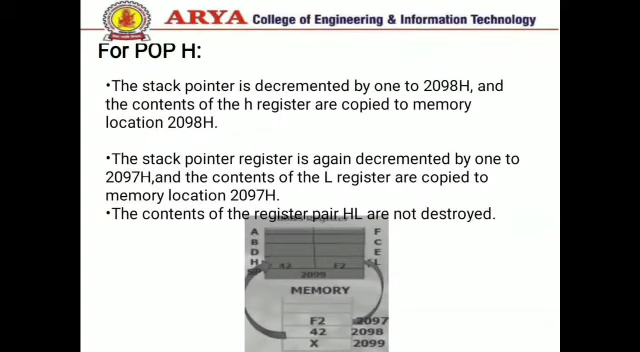 ARYA College of Engineering & Information Technology
For POP H:
•The stack pointer is decremented by one to 2098H, and
the contents of the h register are copied to memory
location 2098H.
•The stack pointer register is again decremented by one to
2097H,and the contents of the L register are copied to
memory location 2097H.
•The contents of the register pair HL are not destroyed.
A F
B C
D E
H 42 F2 L
SP 2099
MEMORY
F2 2097
42 2098
X 2099